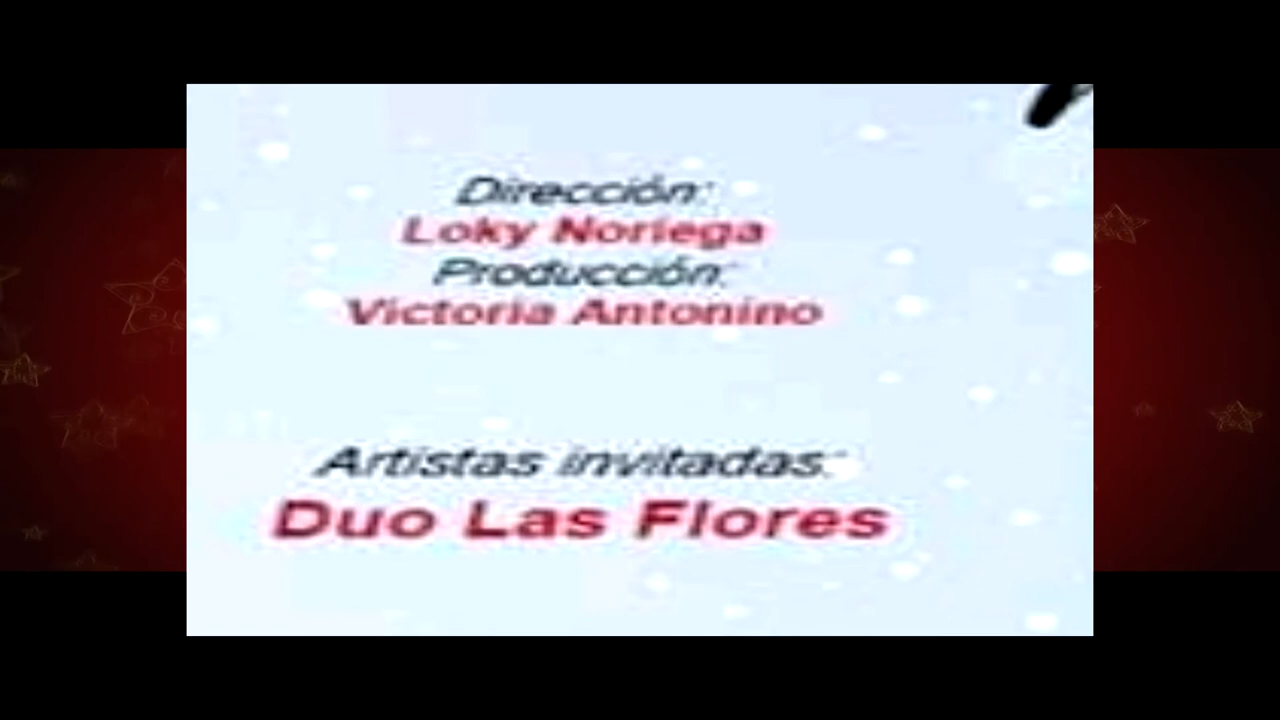 Dirección:
Loky Noriega
Producción:
Victoria Antonino
Artistas invitadas:
Duo Las Flores